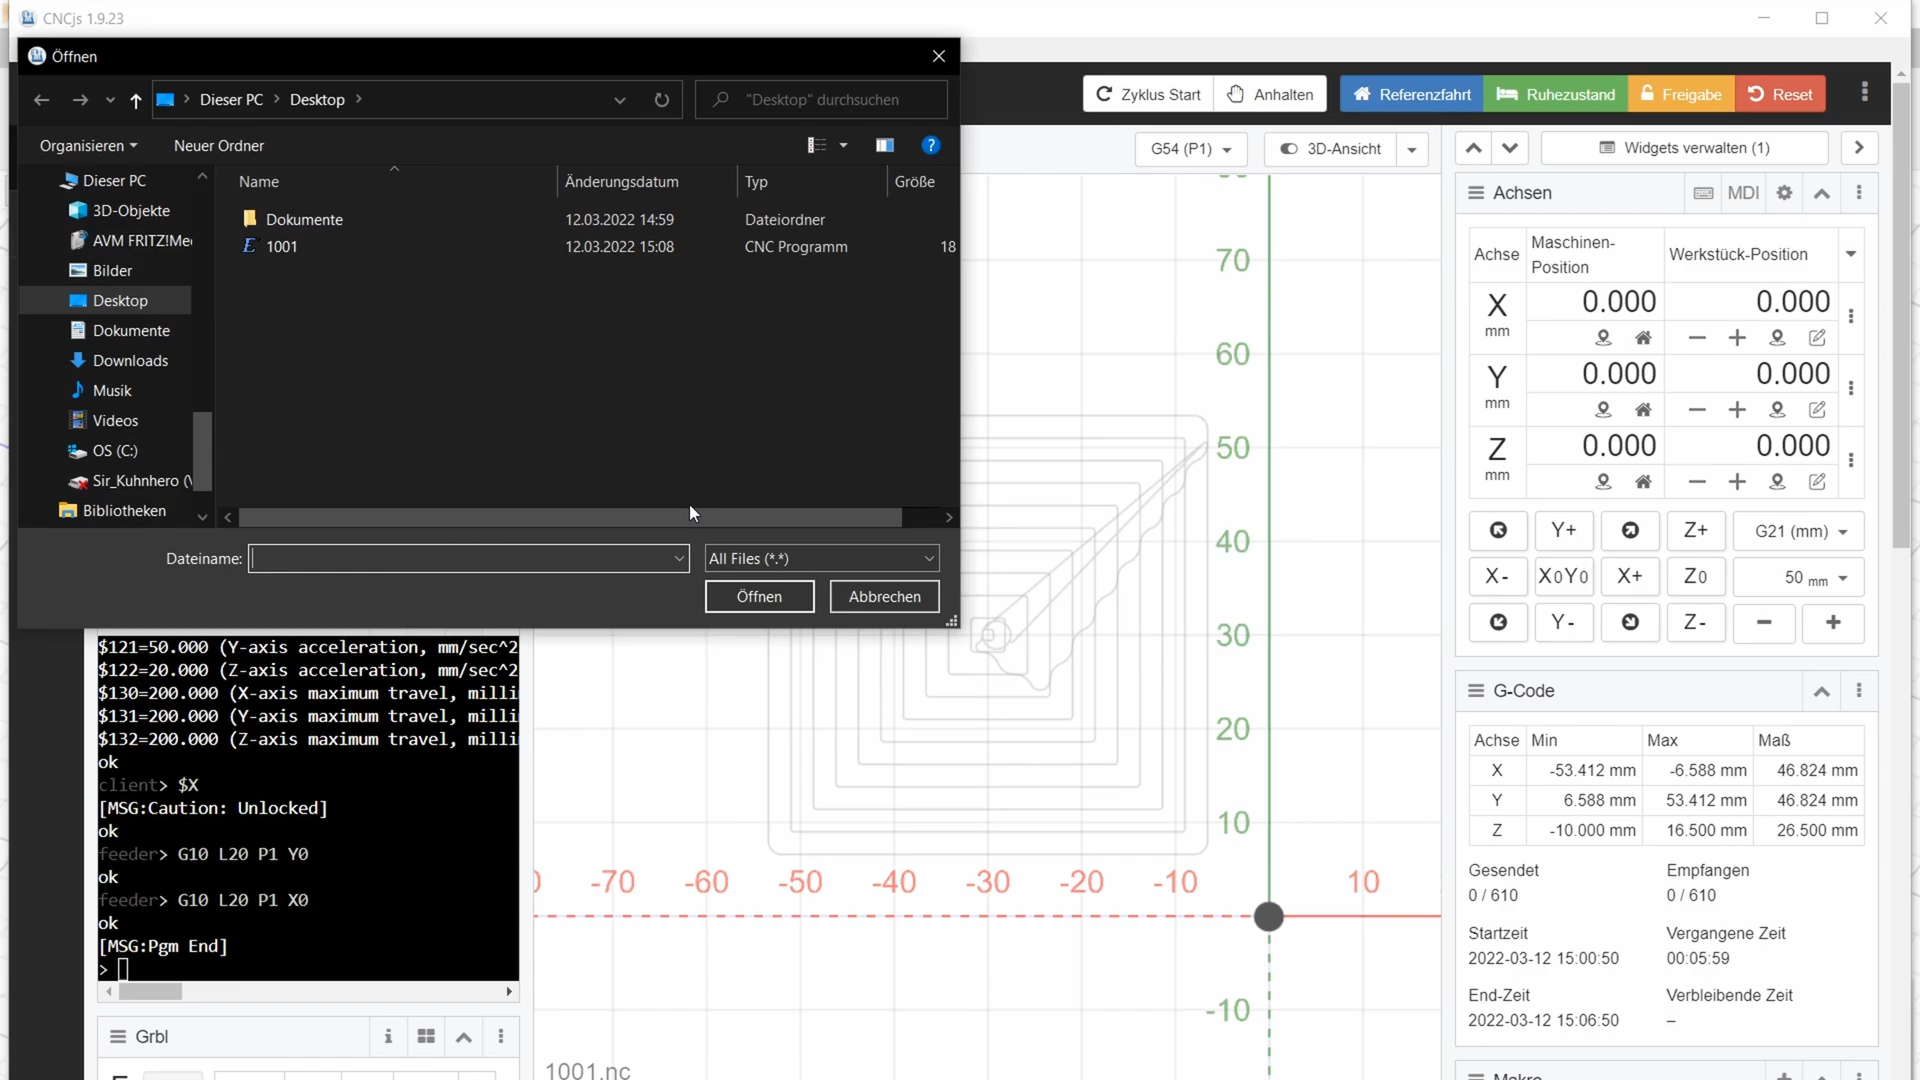 CNCjs 1.9.23
Öffnen
Dieser PC
Desktop
"Desktop" durchsuchen
Zyklus Start
Anhalten
Referenzfahrt
Ruhezustand
Freigabe
Reset
Organisieren
Neuer Ordner
G54 (P1)
3D-Ansicht
Widgets verwalten (1)
Dieser PC
3D-Objekte
AVM FRITZ!Me
Bilder
Desktop
Dokumente
Downloads
Musik
Videos
OS (C:)
Sir_Kuhnhero (\
Bibliotheken
Name
Änderungsdatum
Typ
Größe
Dokumente
12.03.2022 14:59
Dateiordner
1001
12.03.2022 15:08
CNC Programm
18
Dateiname:
All Files (*.*)
Öffnen
Abbrechen
$121=50.000 (Y-axis acceleration, mm/sec^2
$122=20.000 (Z-axis acceleration, mm/sec^2
$130=200.000 (X-axis maximum travel, milli
$131=200.000 (Y-axis maximum travel, milli
$132=200.000 (Z-axis maximum travel, milli
ok
client> $X
[MSG:Caution: Unlocked]
ok
feeder> G10 L20 P1 Y0
ok
feeder> G10 L20 P1 X0
ok
[MSG:Pgm End]
>
Grbl
70
60
50
40
30
20
10
-70
-60
-50
-40
-30
-20
-10
10
-10
1001.nc
Achsen
MDI
Achse
Maschinen-
Position
Werkstück-Position
X
mm
0.000
0.000
Y
mm
0.000
0.000
Z
mm
0.000
0.000
Y+
Z+
G21 (mm)
X-
X0Y0
X+
Z0
50 mm
Y-
Z-
G-Code
Achse Min Max Maß
X -53.412 mm -6.588 mm 46.824 mm
Y 6.588 mm 53.412 mm 46.824 mm
Z -10.000 mm 16.500 mm 26.500 mm
Gesendet
0 / 610
Empfangen
0 / 610
Startzeit
2022-03-12 15:00:50
Vergangene Zeit
00:05:59
End-Zeit
2022-03-12 15:06:50
Verbleibende Zeit
–
Makro